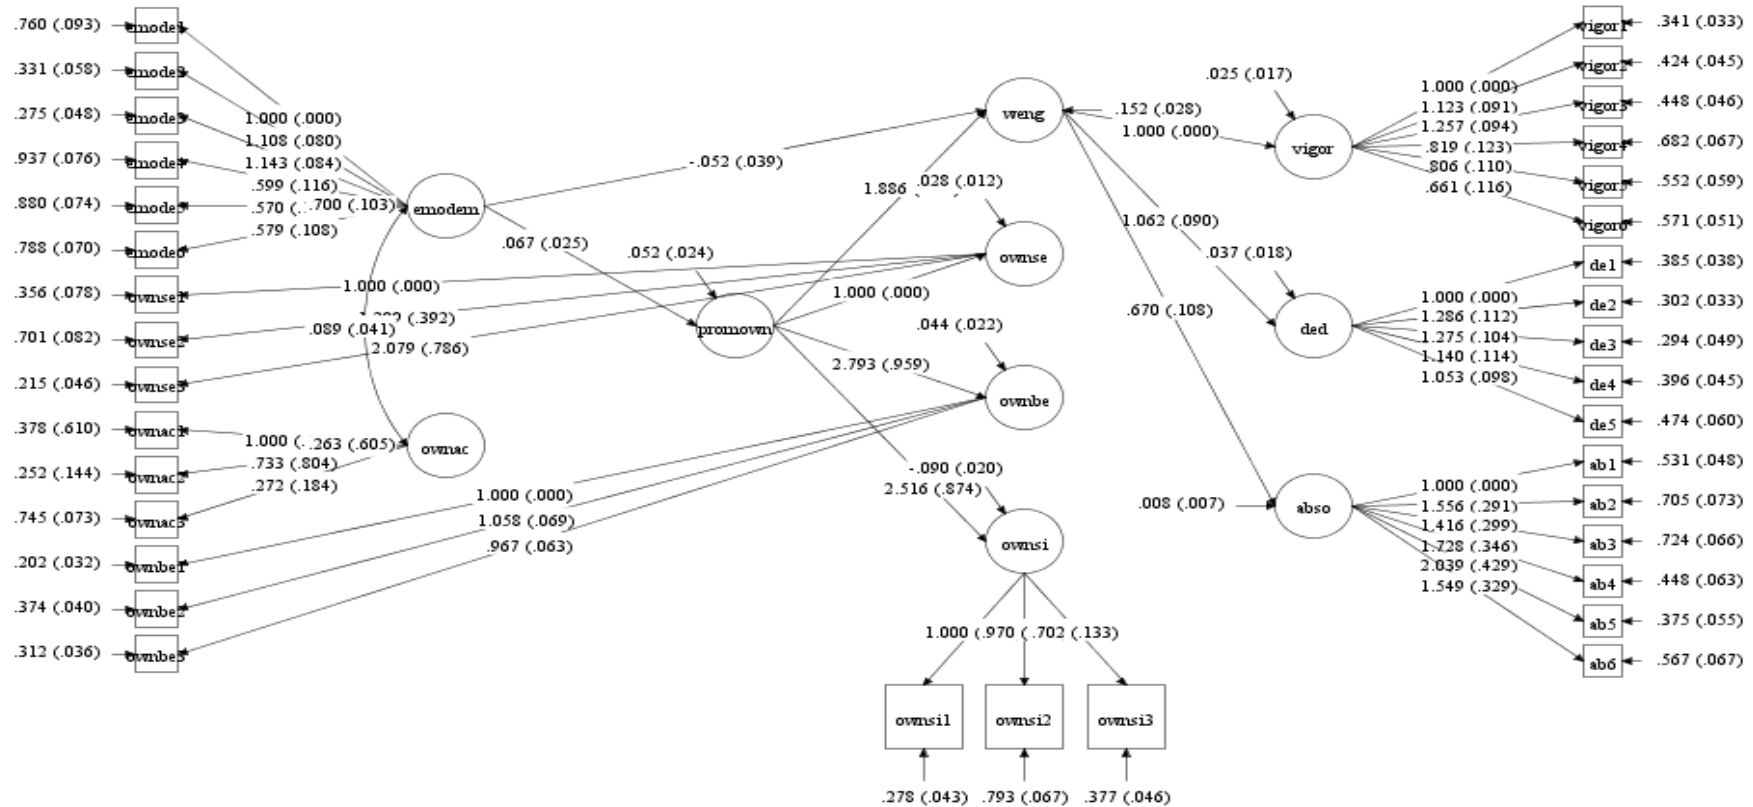 .760 (.093)
emode1
.331 (.058)
emode2
.275 (.048)
emode3
.937 (.076)
emode4
.880 (.074)
emode5
.788 (.070)
emode6
.356 (.078)
ownse1
.701 (.082)
ownse2
.215 (.046)
ownse3
.378 (.610)
ownac1
.252 (.144)
ownac2
.745 (.073)
ownac3
.202 (.032)
ownbe1
.374 (.040)
ownbe2
.312 (.036)
ownbe3
1.000 (.000)
1.108 (.080)
1.143 (.084)
.599 (.116)
.570 (.
.700 (.103)
.579 (.108)
emodem
1.000 (.000)
(.392)
.089 (.041)
2.079 (.786)
1.000 (.
.263 (.605)
.733 (.804)
.272 (.184)
ownac
1.000 (.000)
1.058 (.069)
.967 (.063)
-.052 (.039)
.067 (.025)
.052 (.024)
promown
1.886
.028 (.012)
1.000 (.000)
.044 (.022)
2.793 (.959)
-.090 (.020)
2.516 (.874)
weng
ownse
ownbe
ownsi
1.000 (
.970 (
.702 (.133)
ownsi1
ownsi2
ownsi3
.278 (.043)
.793 (.067)
.377 (.046)
.152 (.028)
1.000 (.000)
1.062 (.090)
.670 (.108)
.025 (.017)
vigor
.037 (.018)
ded
.008 (.007)
abso
1.000 (.000)
1.123 (.091)
1.257 (.094)
.819 (.123)
.806 (.110)
.661 (.116)
1.000 (.000)
1.286 (.112)
1.275 (.104)
1.140 (.114)
1.053 (.098)
1.000 (.000)
1.556 (.291)
1.416 (.299)
1.728 (.346)
2.039 (.429)
1.549 (.329)
vigor1
.341 (.033)
vigor2
.424 (.045)
vigor3
.448 (.046)
vigor4
.682 (.067)
vigor5
.552 (.059)
vigor6
.571 (.051)
de1
.385 (.038)
de2
.302 (.033)
de3
.294 (.049)
de4
.396 (.045)
de5
.474 (.060)
ab1
.531 (.048)
ab2
.705 (.073)
ab3
.724 (.066)
ab4
.448 (.063)
ab5
.375 (.055)
ab6
.567 (.067)